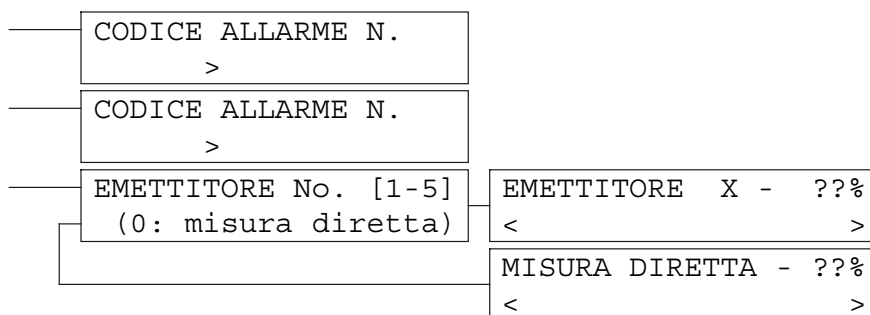 CODICE ALLARME N.
>
CODICE ALLARME N.
>
EMETTITORE No. [1-5]
(0: misura diretta)
EMETTITORE X - ??%
< >
MISURA DIRETTA - ??%
< >